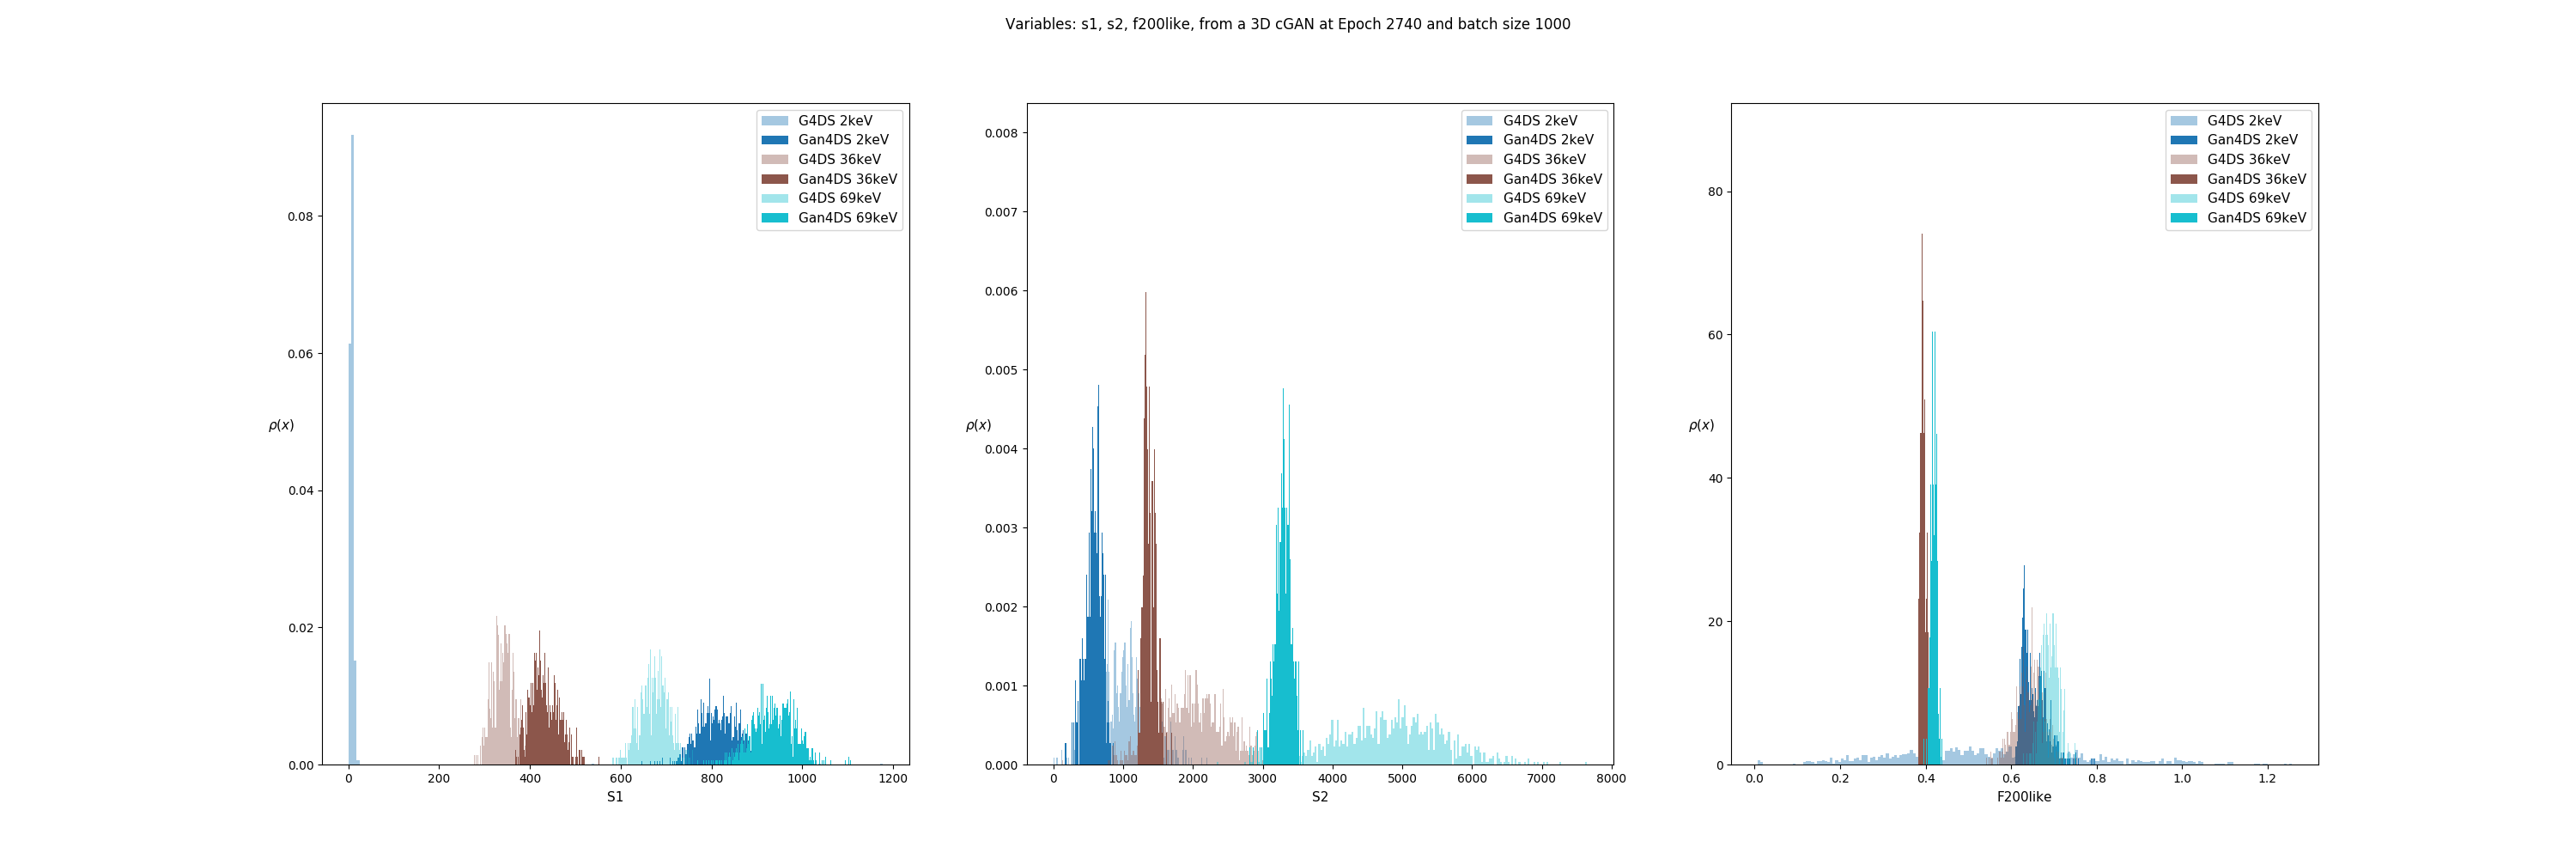 Variables: s1, s2, f200like, from a 3D cGAN at Epoch 2740 and batch size 1000
G4DS 2keV
Gan4DS 2keV
G4DS 36keV
Gan4DS 36keV
G4DS 69keV
Gan4DS 69keV
0.08
0.06
0.04
0.02
0.00
ρ(x)
0 200 400 600 800 1000 1200
S1
G4DS 2keV
Gan4DS 2keV
G4DS 36keV
Gan4DS 36keV
G4DS 69keV
Gan4DS 69keV
0.008
0.007
0.006
0.005
0.004
0.003
0.002
0.001
0.000
ρ(x)
0 1000 2000 3000 4000 5000 6000 7000 8000
S2
G4DS 2keV
Gan4DS 2keV
G4DS 36keV
Gan4DS 36keV
G4DS 69keV
Gan4DS 69keV
80
60
40
20
0
ρ(x)
0.0 0.2 0.4 0.6 0.8 1.0 1.2
F200like